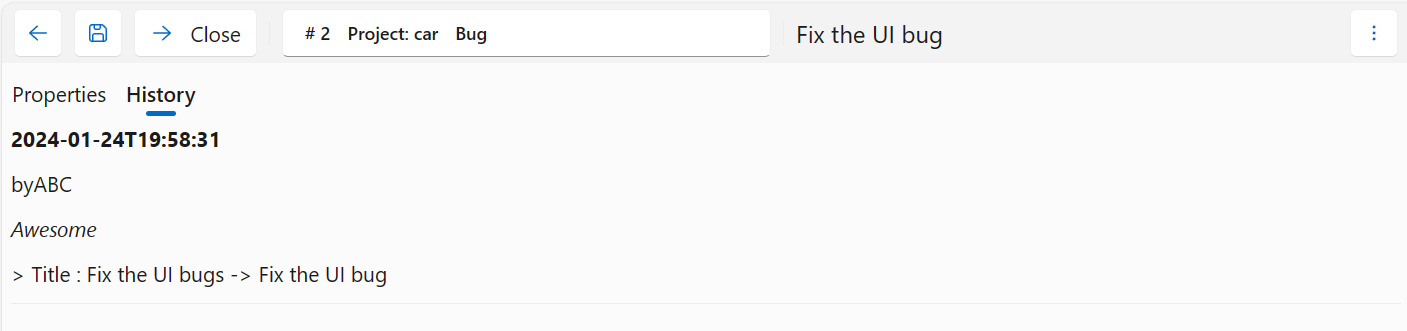 Close # 2 Project: car Bug Fix the UI bug
Properties History
2024-01-24T19:58:31
byABC
Awesome
> Title : Fix the UI bugs -> Fix the UI bug